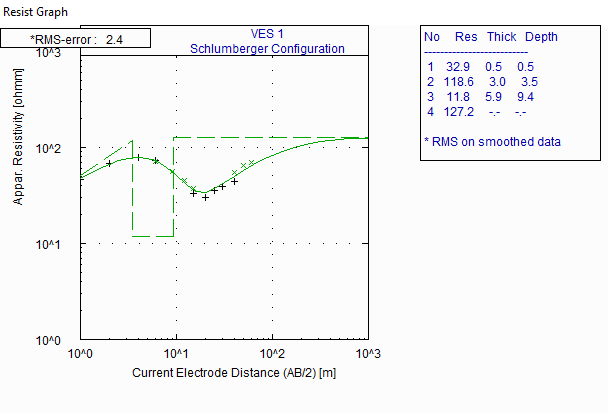 Resist Graph
*RMS-error : 2.4
VES 1
Schlumberger Configuration
10^3
10^2
10^1
10^0
Appar. Resistivity [ohmm]
10^0 10^1 10^2 10^3
Current Electrode Distance (AB/2) [m]
No Res Thick Depth
----------------------------
1 32.9 0.5 0.5
2 118.6 3.0 3.5
3 11.8 5.9 9.4
4 127.2 -.- -.-
* RMS on smoothed data